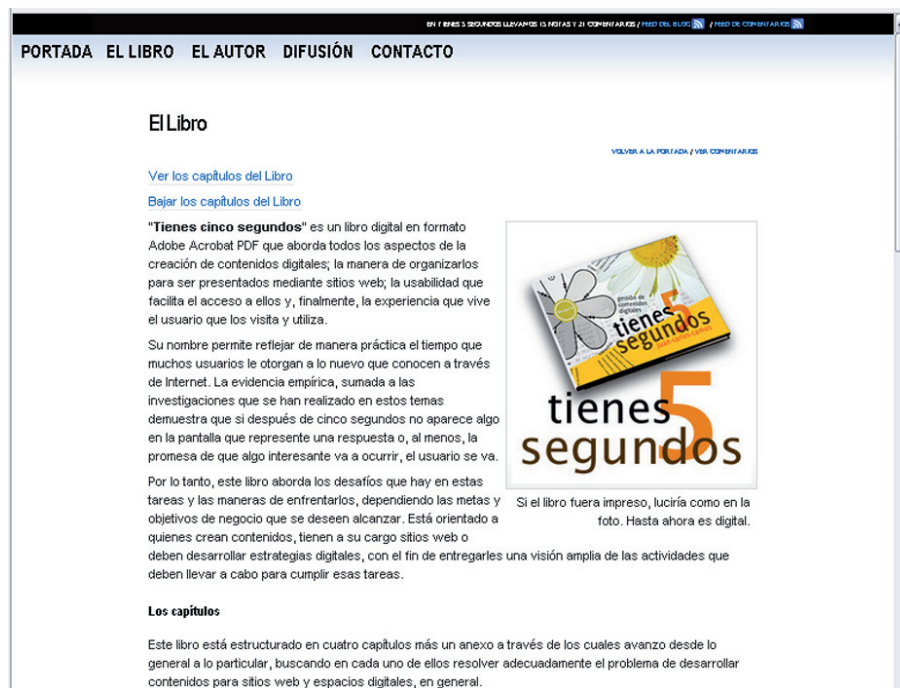 EN TIENES 5 SEGUNDOS LLEVAMOS 15 NOTAS Y 21 COMENTARIOS / FEED DEL BLOG / FEED DE COMENTARIOS
PORTADA EL LIBRO EL AUTOR DIFUSIÓN CONTACTO
El Libro
VOLVER A LA PORTADA / VER COMENTARIOS
Ver los capítulos del Libro
Bajar los capítulos del Libro
"Tienes cinco segundos" es un libro digital en formato
Adobe Acrobat PDF que aborda todos los aspectos de la
creación de contenidos digitales; la manera de organizarlos
para ser presentados mediante sitios web; la usabilidad que
facilita el acceso a ellos y, finalmente, la experiencia que vive
el usuario que los visita y utiliza.
Su nombre permite reflejar de manera práctica el tiempo que
muchos usuarios le otorgan a lo nuevo que conocen a través
de Internet. La evidencia empírica, sumada a las
investigaciones que se han realizado en estos temas
demuestra que si después de cinco segundos no aparece algo
en la pantalla que represente una respuesta o, al menos, la
promesa de que algo interesante va a ocurrir, el usuario se va.
Por lo tanto, este libro aborda los desafíos que hay en estas
tareas y las maneras de enfrentarlos, dependiendo las metas y
objetivos de negocio que se deseen alcanzar. Está orientado a
quienes crean contenidos, tienen a su cargo sitios web o
deben desarrollar estrategias digitales, con el fin de entregarles una visión amplia de las actividades que
deben llevar a cabo para cumplir esas tareas.
gestión de
contenidos
digitales
tienes 5
segundos
juan-carlos-camus
tienes 5
segundos
Si el libro fuera impreso, luciría como en la
foto. Hasta ahora es digital.
Los capítulos
Este libro está estructurado en cuatro capítulos más un anexo a través de los cuales avanzo desde lo
general a lo particular, buscando en cada uno de ellos resolver adecuadamente el problema de desarrollar
contenidos para sitios web y espacios digitales, en general.